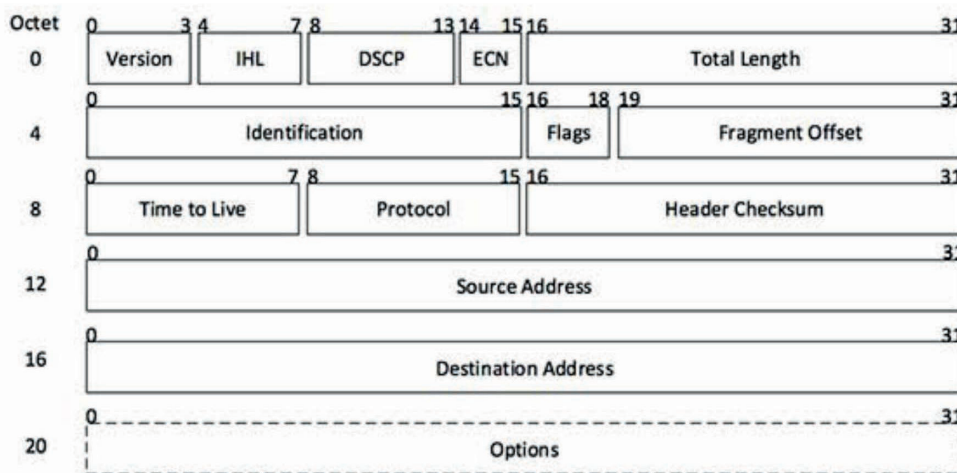 Octet 0 3 4 7 8 13 14 15 16 31
0 Version IHL DSCP ECN Total Length
0 15 16 18 19 31
4 Identification Flags Fragment Offset
0 7 8 15 16 31
8 Time to Live Protocol Header Checksum
0 31
12 Source Address
0 31
16 Destination Address
0 31
20 Options